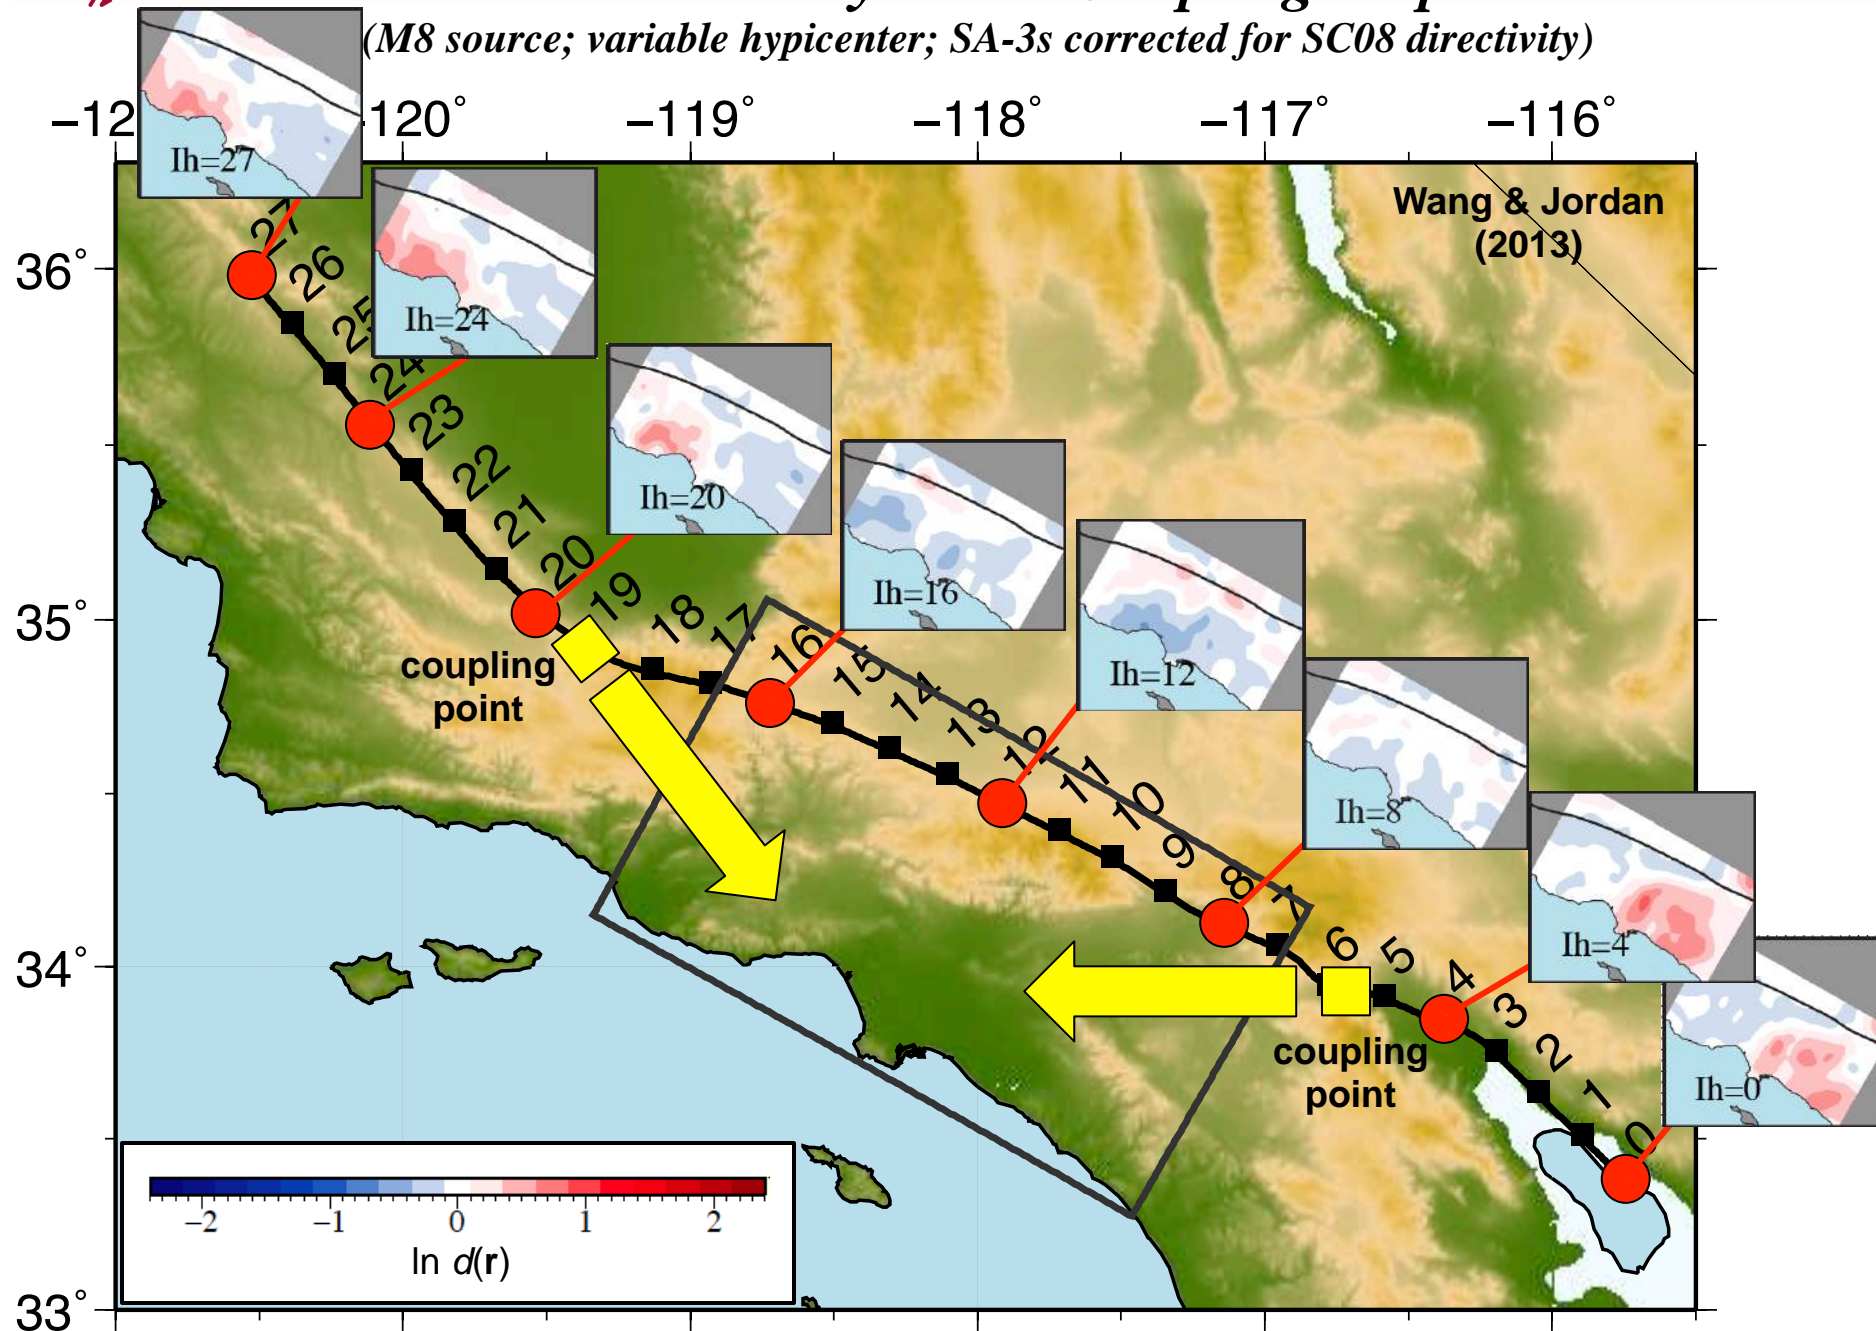 (M8 source; variable hypicenter; SA-3s corrected for SC08 directivity)
-120° -119° -118° -117° -116°
Wang & Jordan
(2013)
36°
35°
34°
33°
Ih=27
Ih=24
Ih=20
Ih=16
Ih=12
Ih=8
Ih=4
Ih=0
27
26
25
24
23
22
21
20
19
18
17
16
15
14
13
12
11
10
9
8
7
6
5
4
3
2
1
0
coupling
point
coupling
point
−2 −1 0 1 2
ln d(r)